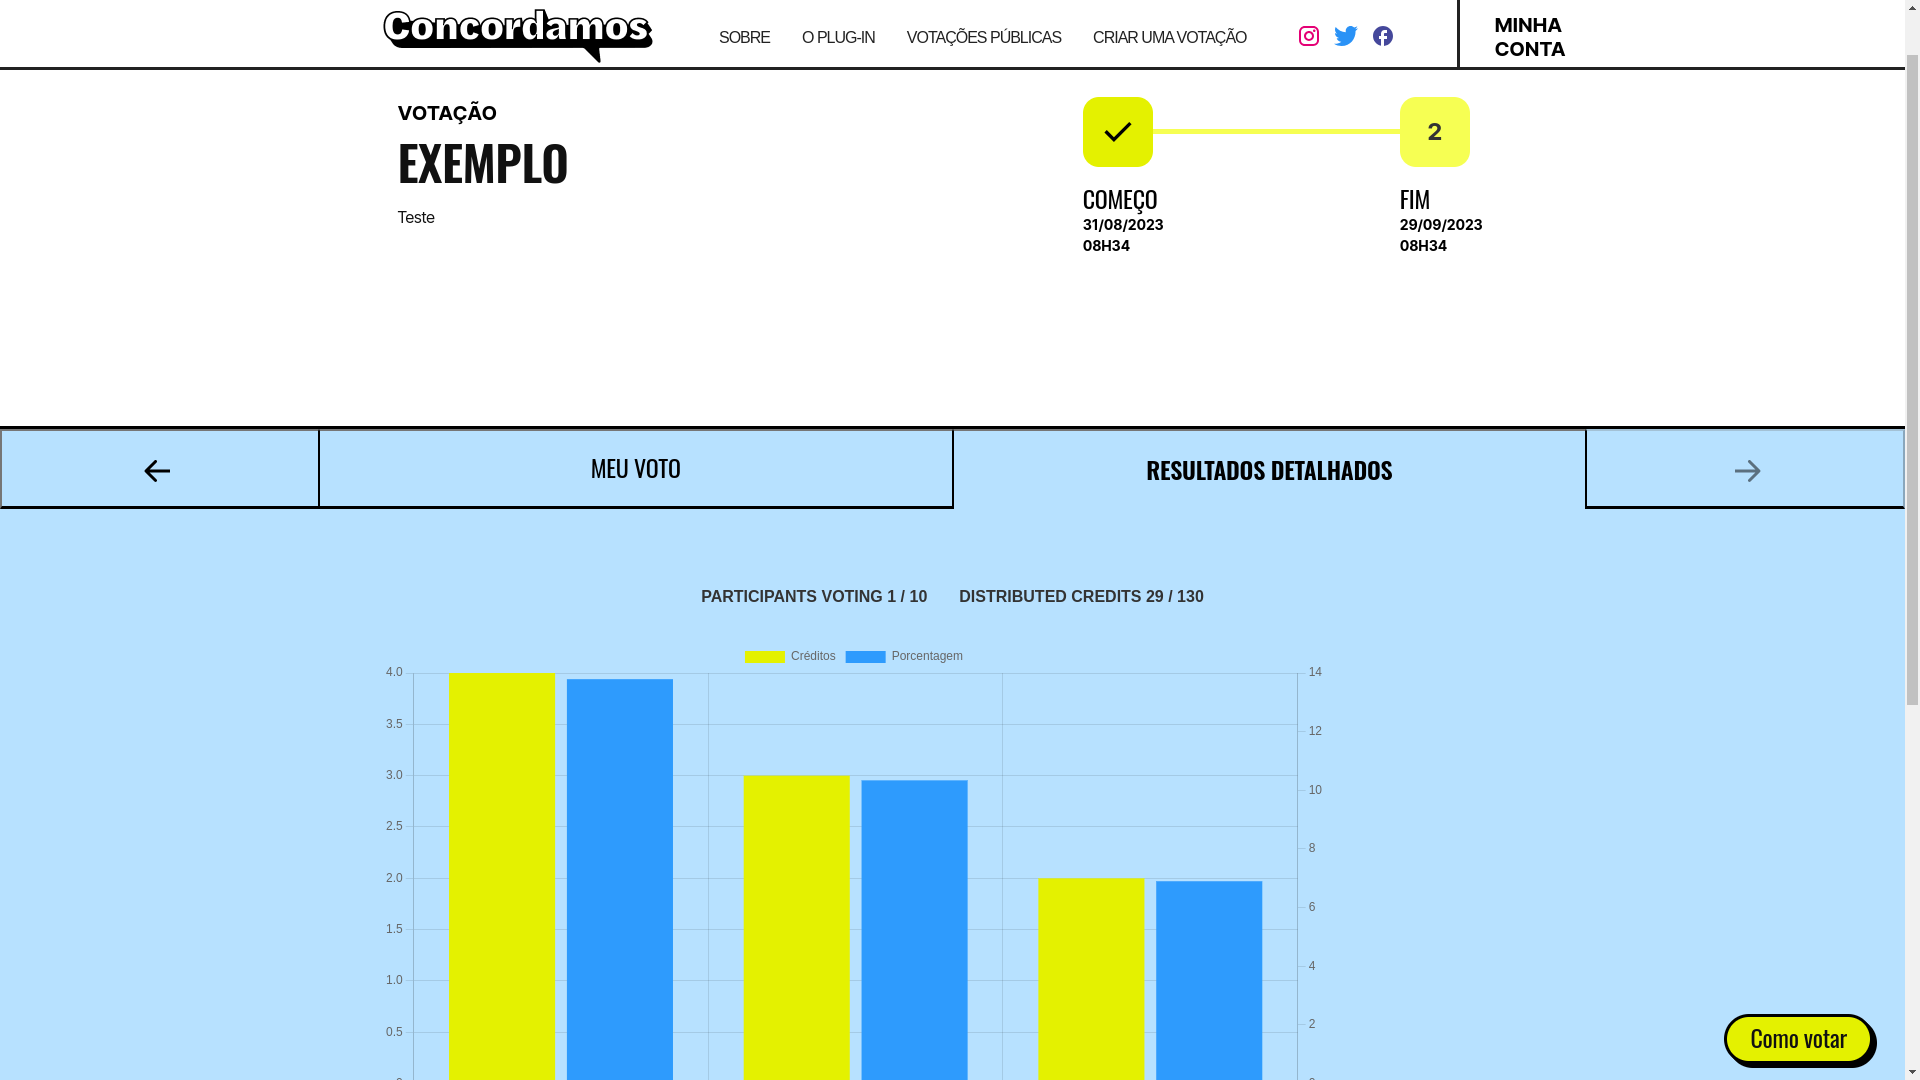 Concordamos
SOBRE
O PLUG-IN
VOTAÇÕES PÚBLICAS
CRIAR UMA VOTAÇÃO
MINHA
CONTA
VOTAÇÃO
EXEMPLO
Teste
2
COMEÇO
31/08/2023
08H34
FIM
29/09/2023
08H34
MEU VOTO
RESULTADOS DETALHADOS
PARTICIPANTS VOTING 1 / 10
DISTRIBUTED CREDITS 29 / 130
Créditos
Porcentagem
4.0
3.5
3.0
2.5
2.0
1.5
1.0
0.5
14
12
10
8
6
4
2
Como votar